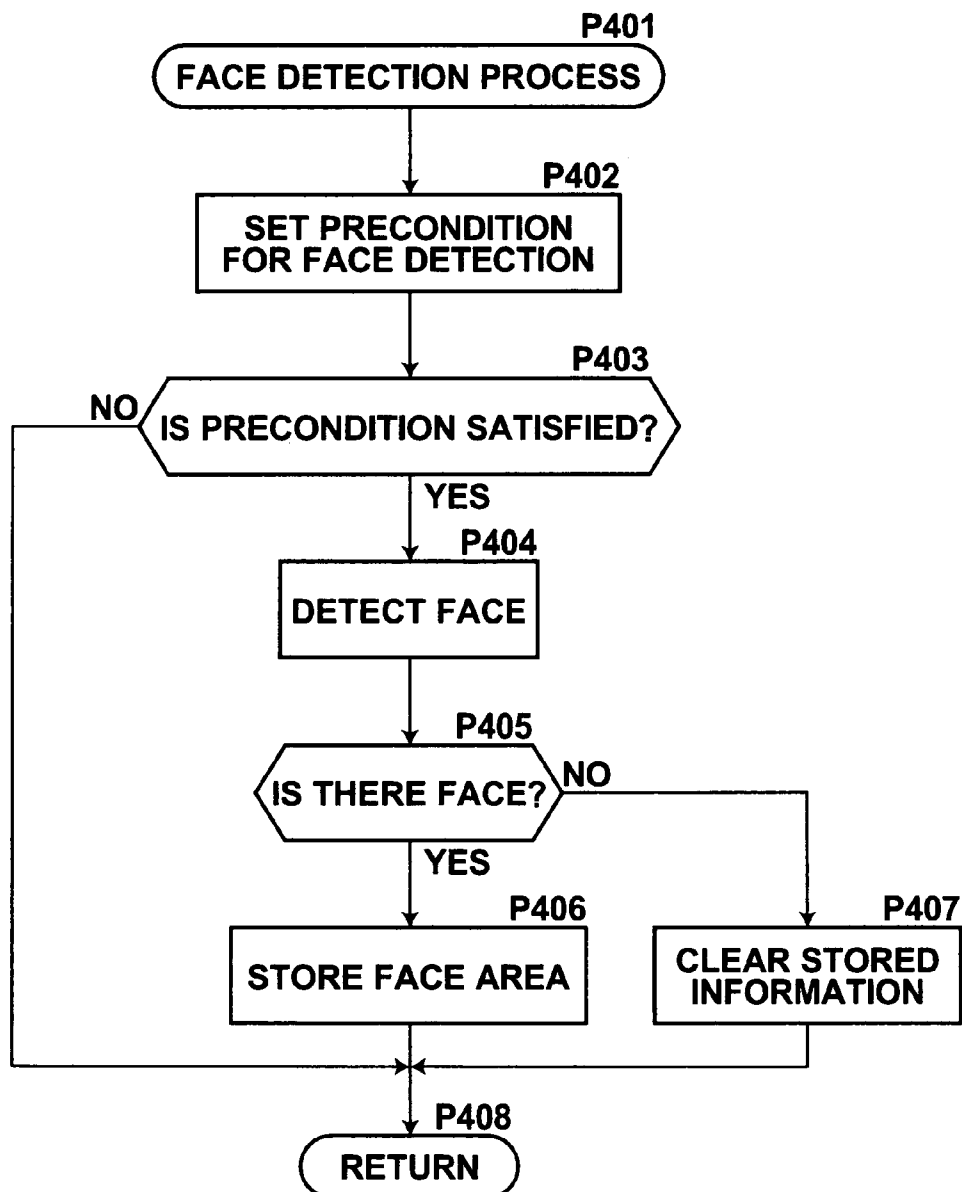 P401
FACE DETECTION PROCESS
P402
SET PRECONDITION
FOR FACE DETECTION
P403
NO
IS PRECONDITION SATISFIED?
YES
P404
DETECT FACE
P405
IS THERE FACE?
NO
YES
P406
STORE FACE AREA
P407
CLEAR STORED
INFORMATION
P408
RETURN